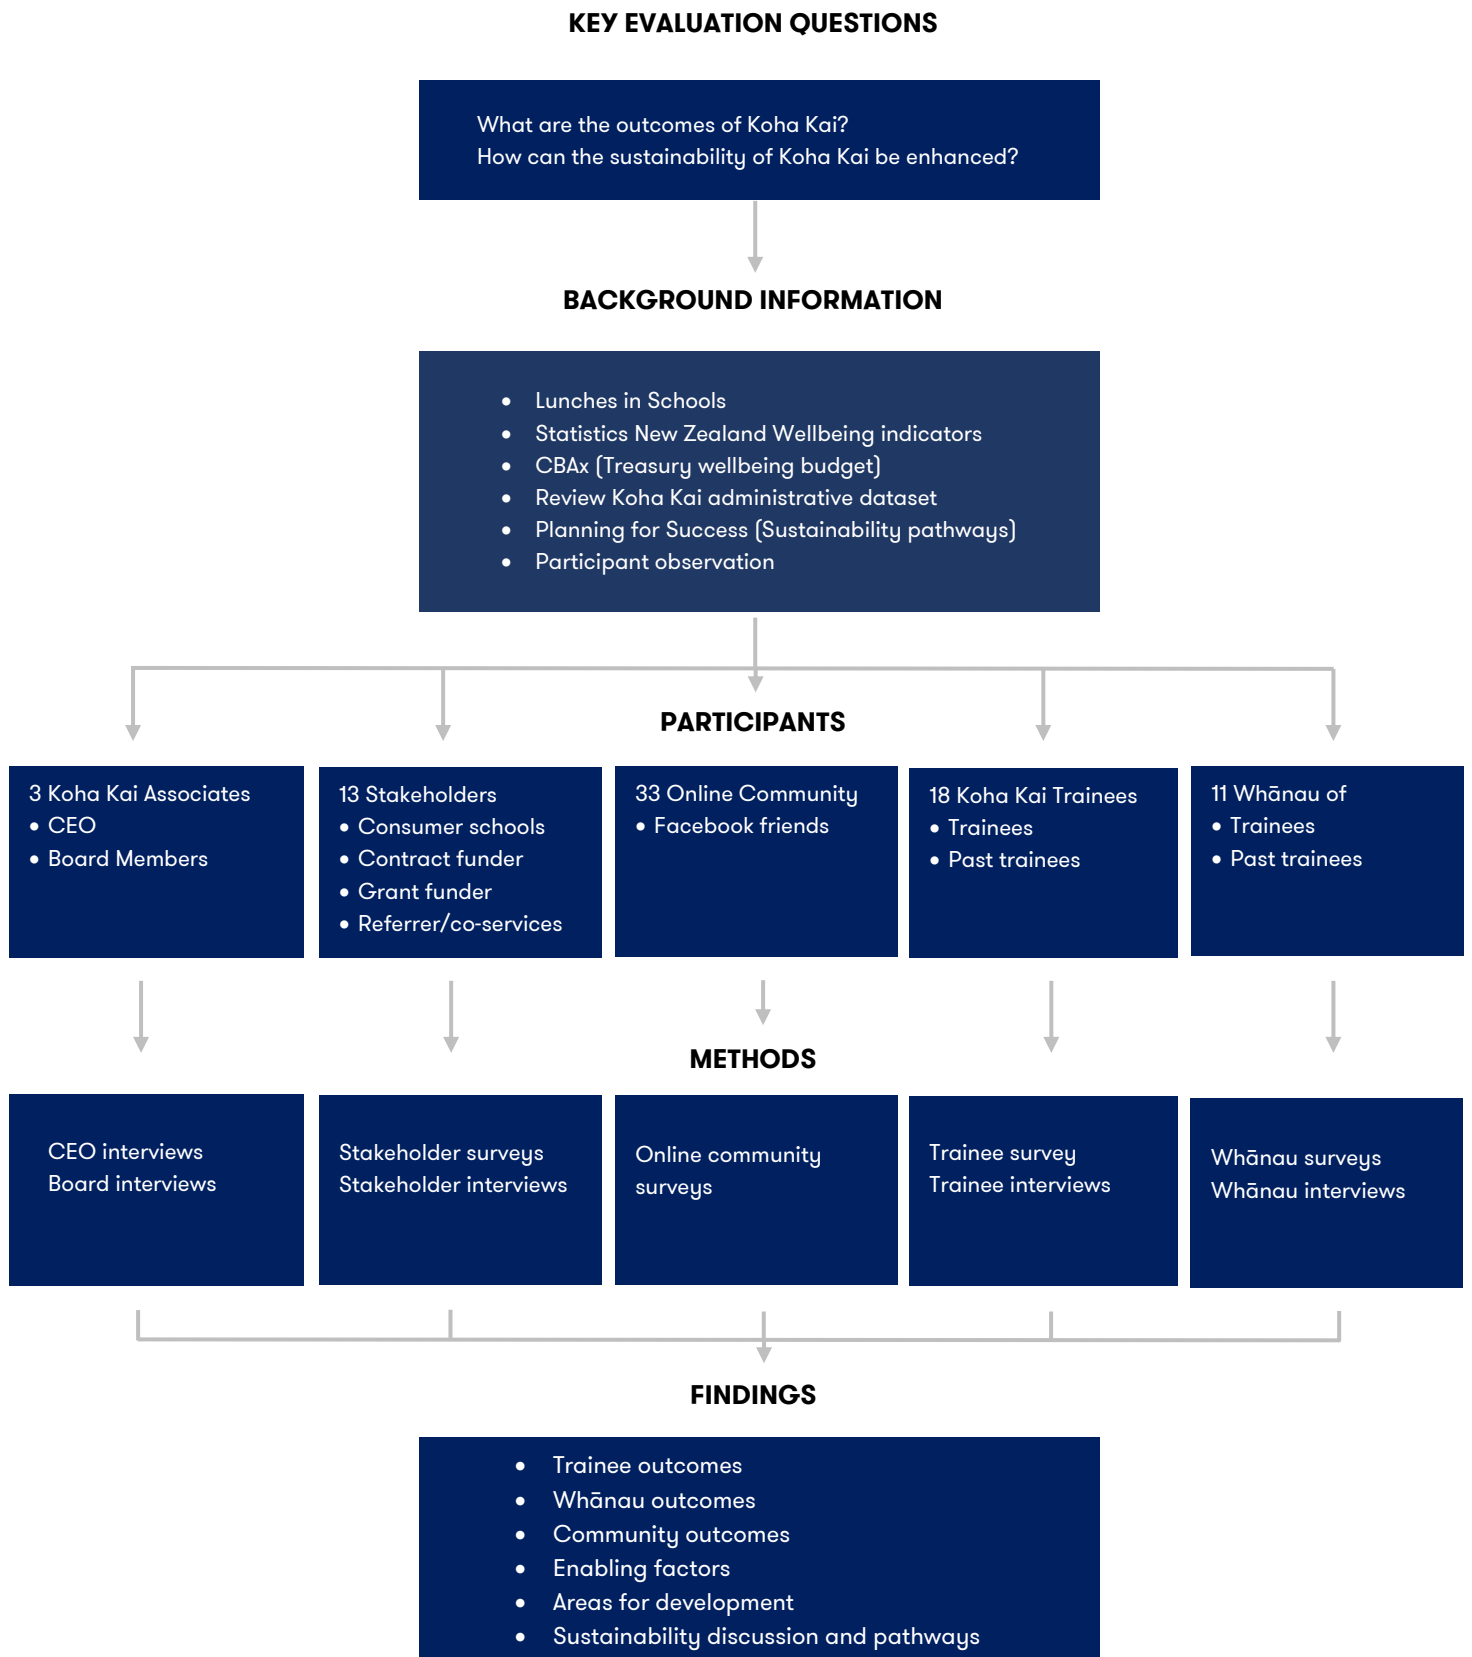 KEY EVALUATION QUESTIONS
What are the outcomes of Koha Kai?
How can the sustainability of Koha Kai be enhanced?
BACKGROUND INFORMATION
• Lunches in Schools
• Statistics New Zealand Wellbeing indicators
• CBAx (Treasury wellbeing budget)
• Review Koha Kai administrative dataset
• Planning for Success (Sustainability pathways)
• Participant observation
PARTICIPANTS
3 Koha Kai Associates
• CEO
• Board Members
13 Stakeholders
• Consumer schools
• Contract funder
• Grant funder
• Referrer/co-services
33 Online Community
• Facebook friends
18 Koha Kai Trainees
• Trainees
• Past trainees
11 Whānau of
• Trainees
• Past trainees
METHODS
CEO interviews
Board interviews
Stakeholder surveys
Stakeholder interviews
Online community
surveys
Trainee survey
Trainee interviews
Whānau surveys
Whānau interviews
FINDINGS
• Trainee outcomes
• Whānau outcomes
• Community outcomes
• Enabling factors
• Areas for development
• Sustainability discussion and pathways